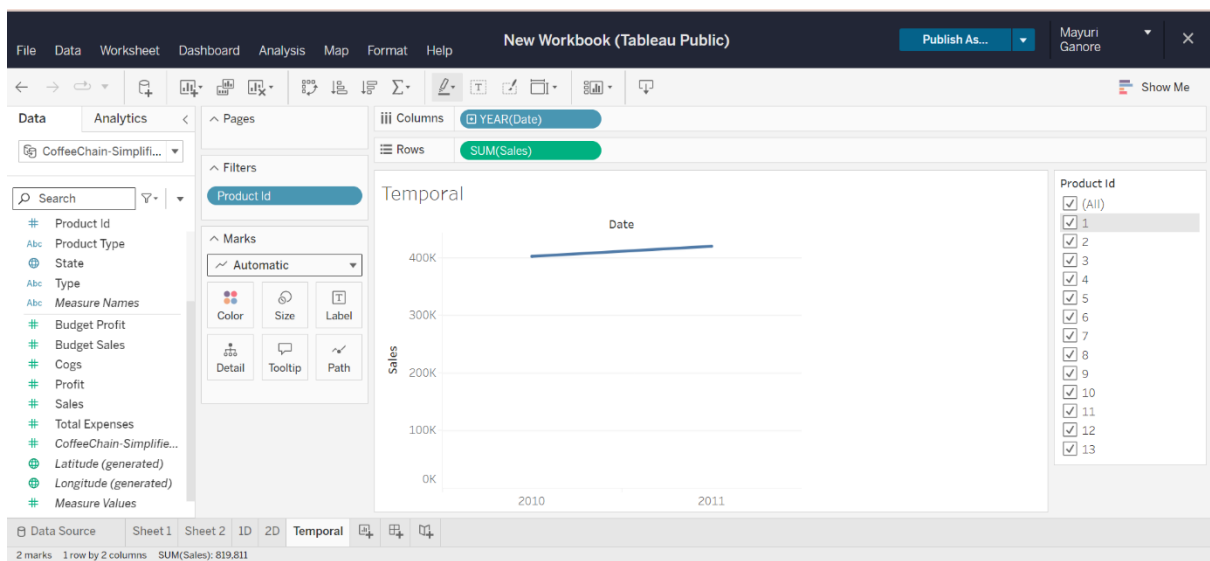 New Workbook (Tableau Public)
Publish As...
Mayuri
Ganore
File Data Worksheet Dashboard Analysis Map Format Help
Show Me
Data Analytics
CoffeeChain-Simplifi...
Search
Product Id
Abc Product Type
State
Abc Type
Abc Measure Names
Budget Profit
Budget Sales
Cogs
Profit
Sales
Total Expenses
CoffeeChain-Simplifie...
Latitude (generated)
Longitude (generated)
Measure Values
Pages
Filters
Product Id
Marks
Automatic
Color Size Label
Detail Tooltip Path
Columns YEAR(Date)
Rows SUM(Sales)
Temporal
Date
400K
300K
200K
100K
0K
Sales
2010 2011
Product Id
(All)
1
2
3
4
5
6
7
8
9
10
11
12
13
Data Source Sheet 1 Sheet 2 1D 2D Temporal
2 marks 1 row by 2 columns SUM(Sales): 819,811